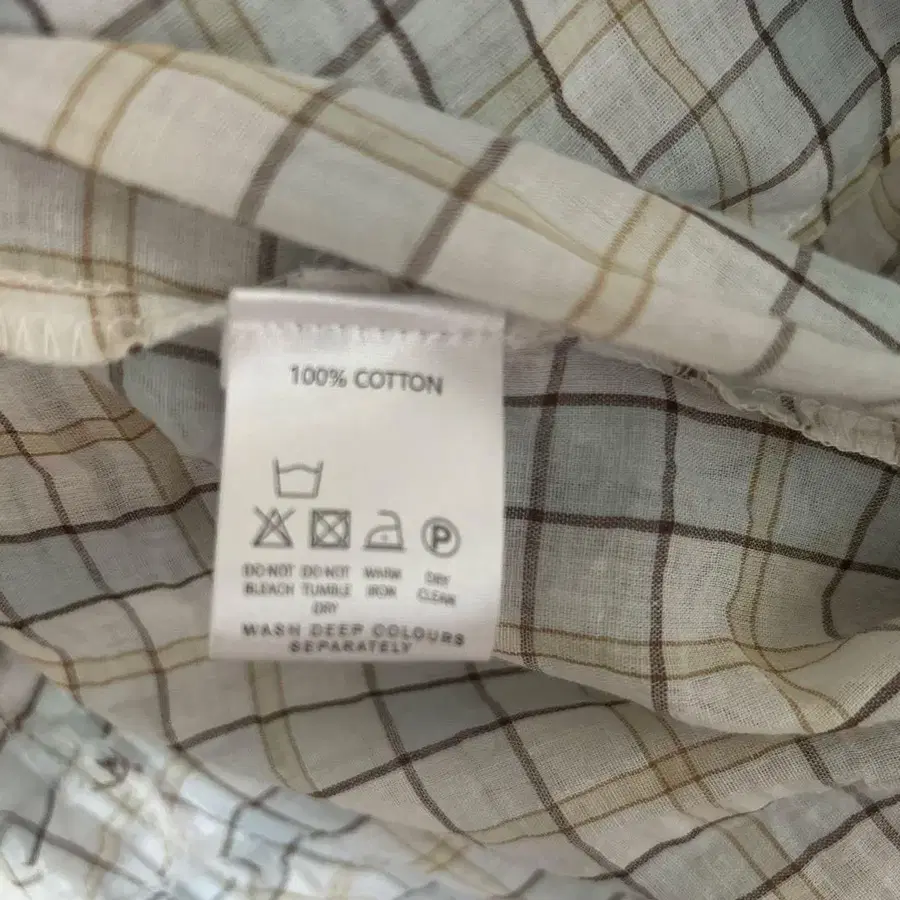 100% COTTON
P
DO NOT DO NOT WARM DRY
BLEACH TUMBLE IRON CLEAN
DRY
WASH DEEP COLOURS
SEPARATELY